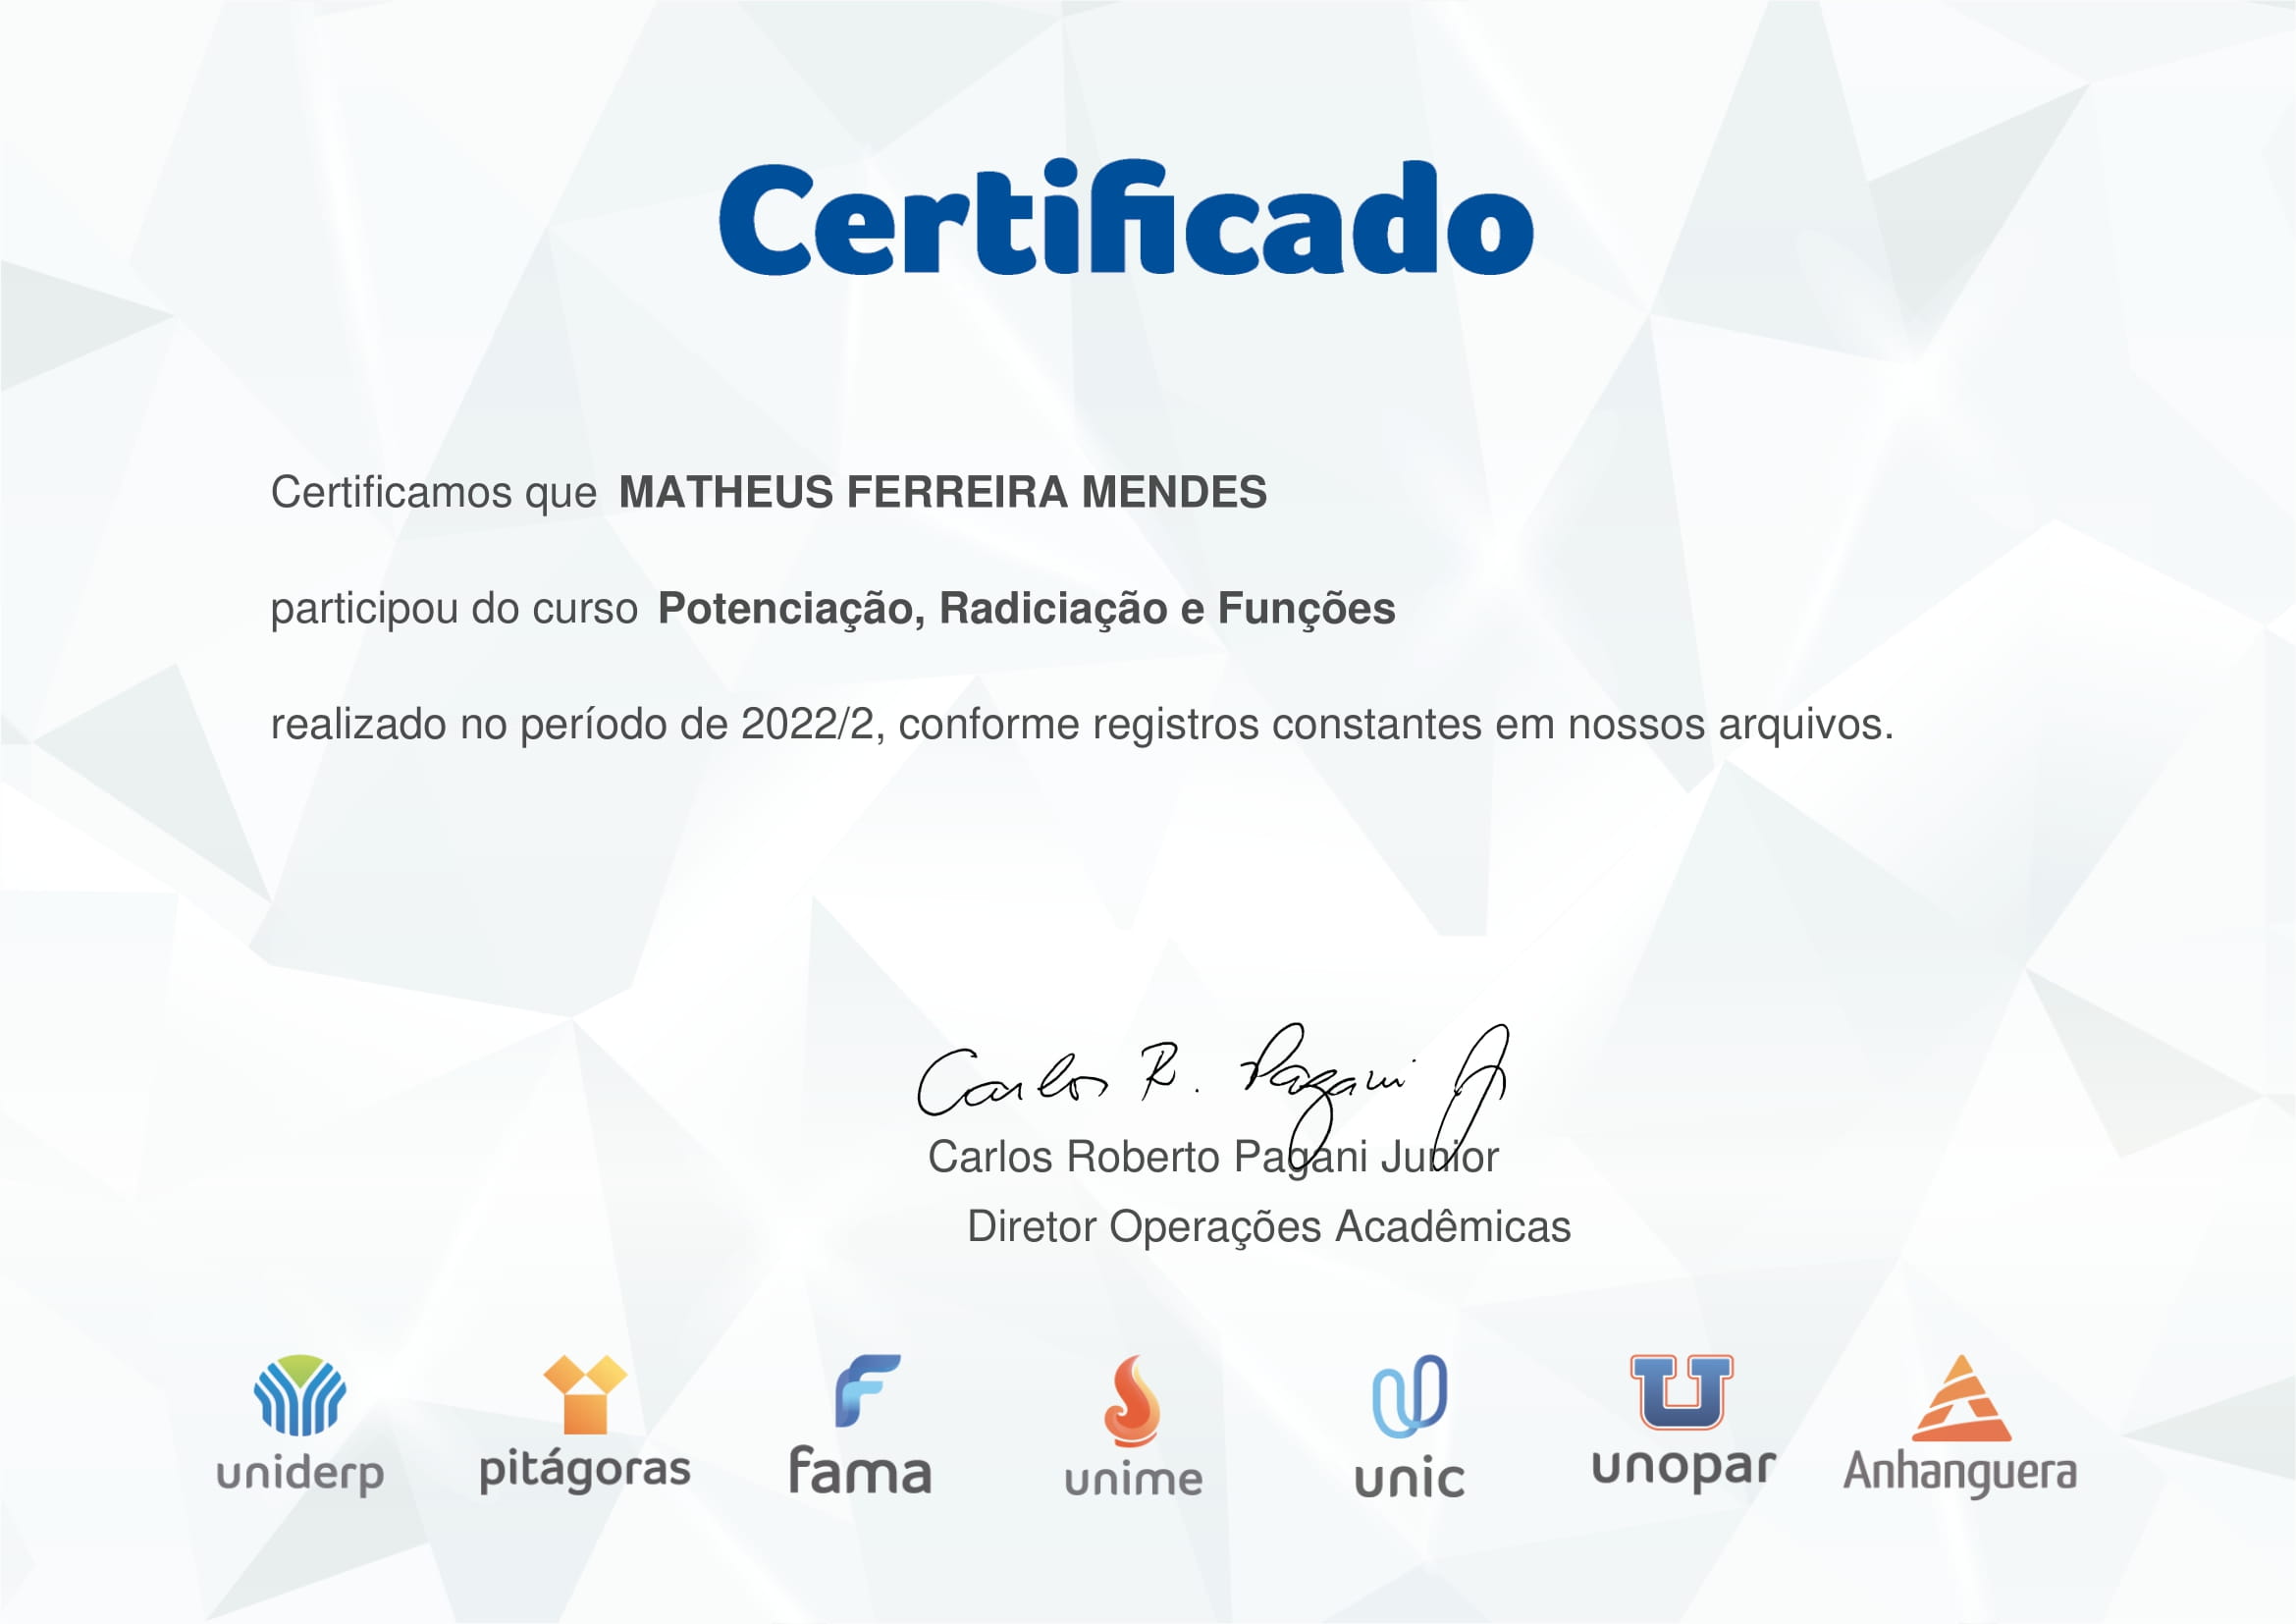 Certificado
Certificamos que MATHEUS FERREIRA MENDES
participou do curso Potenciação, Radiciação e Funções
realizado no período de 2022/2, conforme registros constantes em nossos arquivos.
Carlos R. Pagani Jr
Carlos Roberto Pagani Junior
Diretor Operações Acadêmicas
uniderp pitágoras fama unime unic unopar Anhanguera